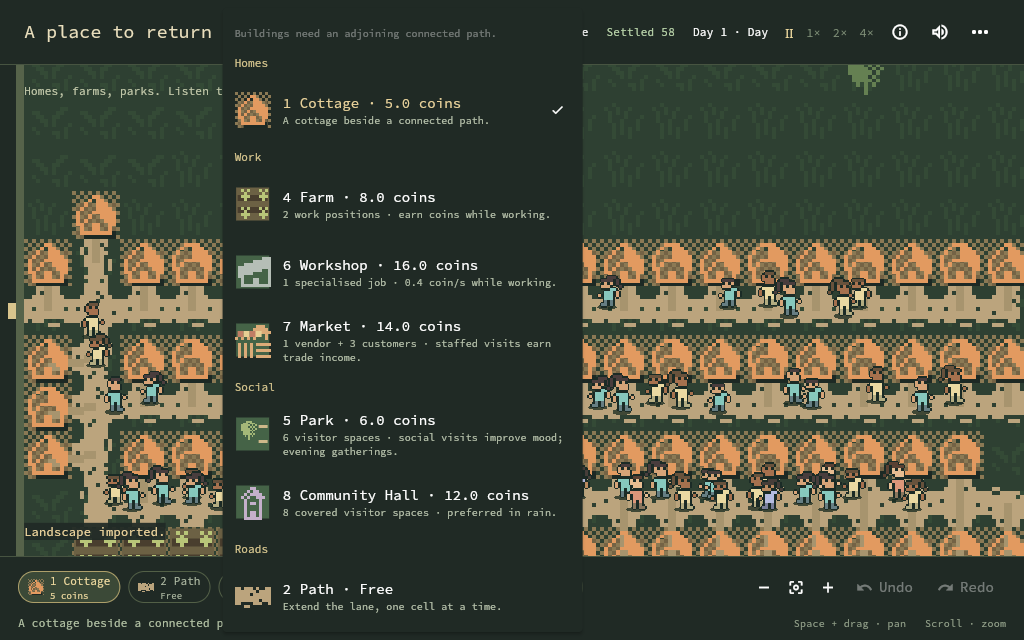 A place to return
Settled 58
Day 1 · Day
1×
2×
4×
Homes, farms, parks. Listen t
Buildings need an adjoining connected path.
Homes
1 Cottage · 5.0 coins
A cottage beside a connected path.
Work
4 Farm · 8.0 coins
2 work positions · earn coins while working.
6 Workshop · 16.0 coins
1 specialised job · 0.4 coin/s while working.
7 Market · 14.0 coins
1 vendor + 3 customers · staffed visits earn
trade income.
Social
5 Park · 6.0 coins
6 visitor spaces · social visits improve mood;
evening gatherings.
8 Community Hall · 12.0 coins
8 covered visitor spaces · preferred in rain.
Roads
2 Path · Free
Extend the lane, one cell at a time.
Landscape imported.
1 Cottage
5 coins
2 Path
Free
Undo
Redo
A cottage beside a connected p
Space + drag · pan
Scroll · zoom